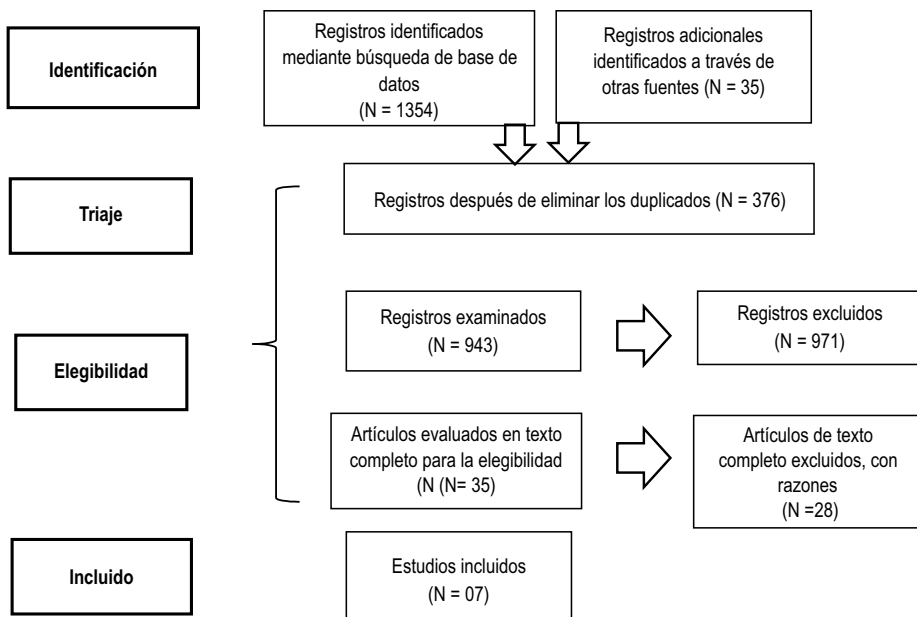 Identificación
Registros identificados
mediante búsqueda de base de
datos
(N = 1354)
Registros adicionales
identificados a través de
otras fuentes (N = 35)
Triaje
Registros después de eliminar los duplicados (N = 376)
Elegibilidad
Registros examinados
(N = 943)
Registros excluidos
(N = 971)
Artículos evaluados en texto
completo para la elegibilidad
(N (N= 35)
Artículos de texto
completo excluidos, con
razones
(N =28)
Incluido
Estudios incluidos
(N = 07)